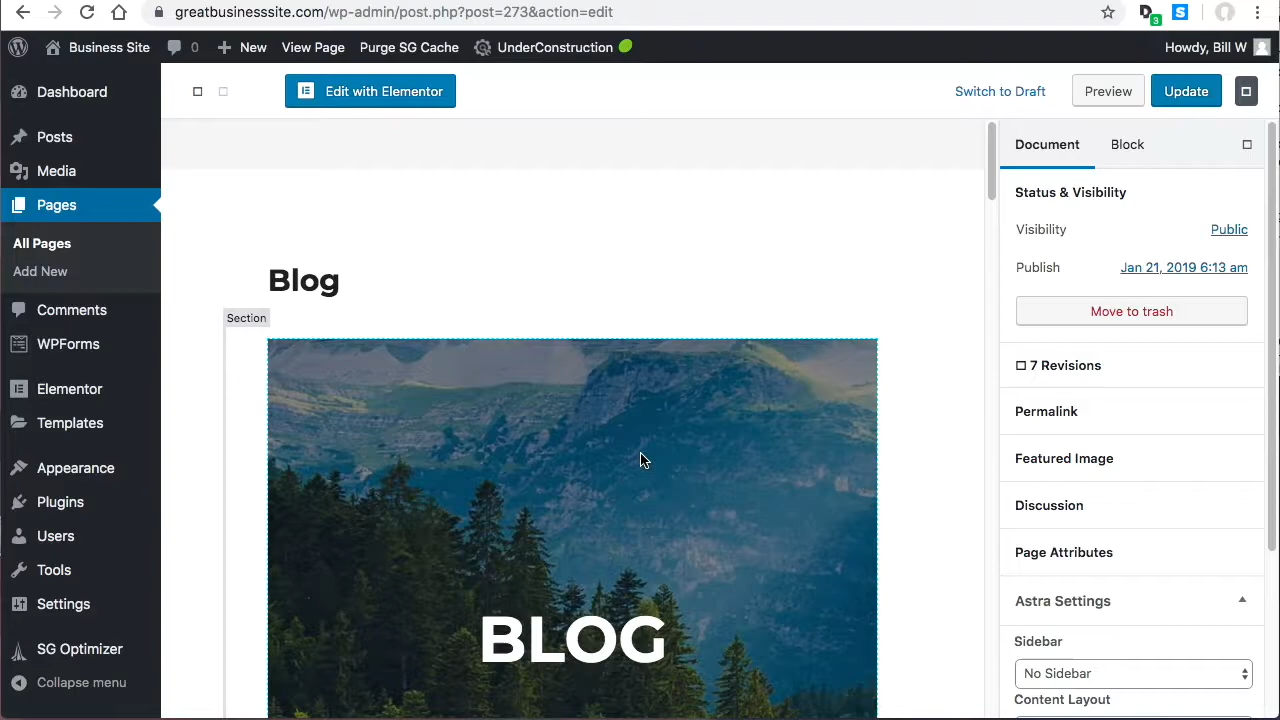 greatbusinesssite.com/wp-admin/post.php?post=273&action=edit
3
Business Site 0 New View Page Purge SG Cache UnderConstruction Howdy, Bill W
Dashboard
Posts
Media
Pages
All Pages
Add New
Comments
WPForms
Elementor
Templates
Appearance
Plugins
Users
Tools
Settings
SG Optimizer
Collapse menu
Edit with Elementor Switch to Draft Preview Update
Blog
Section
BLOG
Document Block
Status & Visibility
Visibility Public
Publish Jan 21, 2019 6:13 am
Move to trash
7 Revisions
Permalink
Featured Image
Discussion
Page Attributes
Astra Settings
Sidebar
No Sidebar
Content Layout